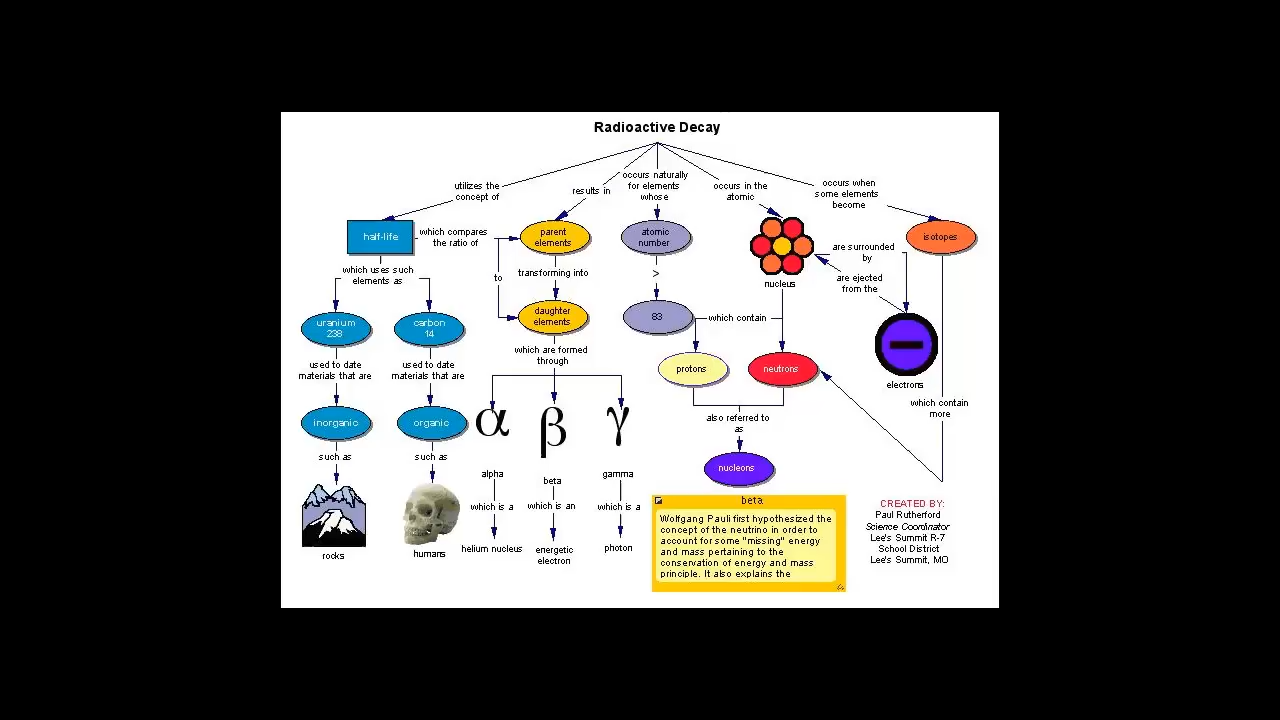 Radioactive Decay
utilizes the
concept of
results in
occurs naturally
for elements
whose
occurs in the
atomic
occurs when
some elements
become
half-life
which compares
the ratio of
parent
elements
atomic
number
isotopes
are surrounded
by
which uses such
elements as
to
transforming into
>
nucleus
are ejected
from the
uranium
238
carbon
14
daughter
elements
83
which contain
used to date
materials that are
used to date
materials that are
which are formed
through
protons
neutrons
electrons
which contain
more
inorganic
organic
α
β
γ
also referred to
as
such as
such as
alpha
beta
gamma
nucleons
which is a
which is an
which is a
rocks
humans
helium nucleus
energetic
electron
photon
beta
Wolfgang Pauli first hypothesized the
concept of the neutrino in order to
account for some "missing" energy
and mass pertaining to the
conservation of energy and mass
principle. It also explains the
CREATED BY:
Paul Rutherford
Science Coordinator
Lee's Summit R-7
School District
Lee's Summit, MO